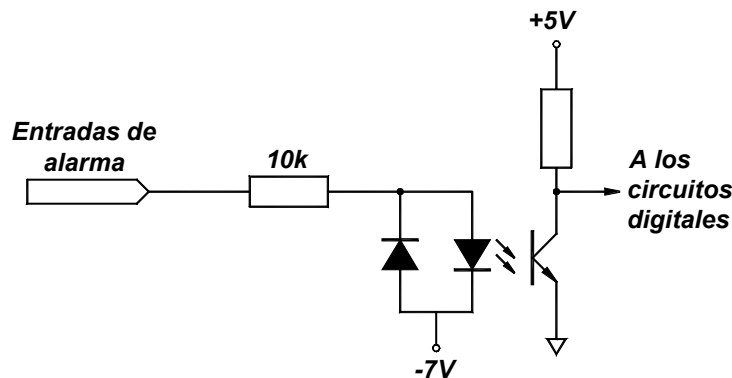 +5V
Entradas de
alarma
10k
A los
circuitos
digitales
-7V